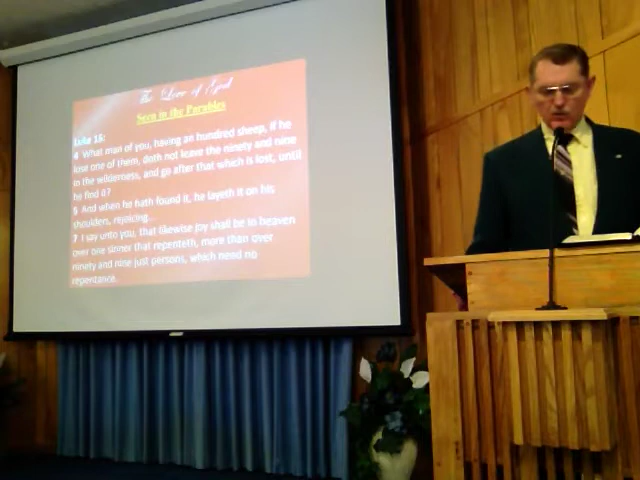 The Love of God
Seen in the Parables
Luke 15:
4 What man of you, having an hundred sheep, if he
lose one of them, doth not leave the ninety and nine
in the wilderness, and go after that which is lost, until
he find it?
5 And when he hath found it, he layeth it on his
shoulders, rejoicing...
7 I say unto you, that likewise joy shall be in heaven
over one sinner that repenteth, more than over
ninety and nine just persons, which need no
repentance.